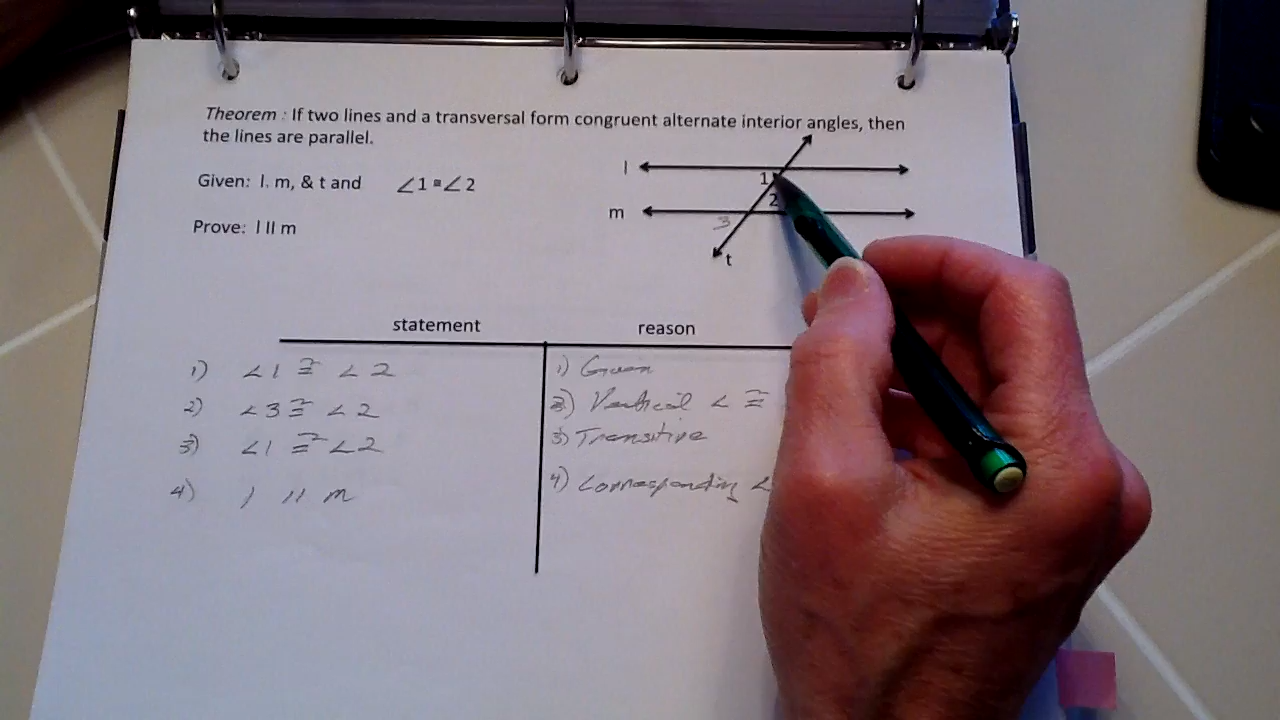 Theorem : If two lines and a transversal form congruent alternate interior angles, then
the lines are parallel.
Given: l. m, & t and ∠1 ≅ ∠2
Prove: l ll m
l
1
2
m
3
t
statement reason
1) ∠1 ≅ ∠2 1) Given
2) ∠3 ≅ ∠2 2) Vertical ∠ ≅
3) ∠1 ≅ ∠2 3) Transitive
4) l || m 4) Corresponding ∠